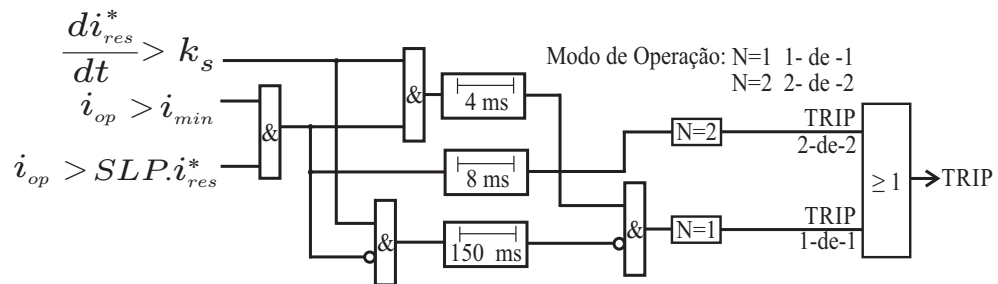 di*res
dt > ks
iop > imin
iop > SLP.i*res
&
&
4 ms
8 ms
&
150 ms
&
Modo de Operação: N=1 1- de -1
N=2 2- de -2
N=2
TRIP
2-de-2
N=1
TRIP
1-de-1
≥ 1
TRIP